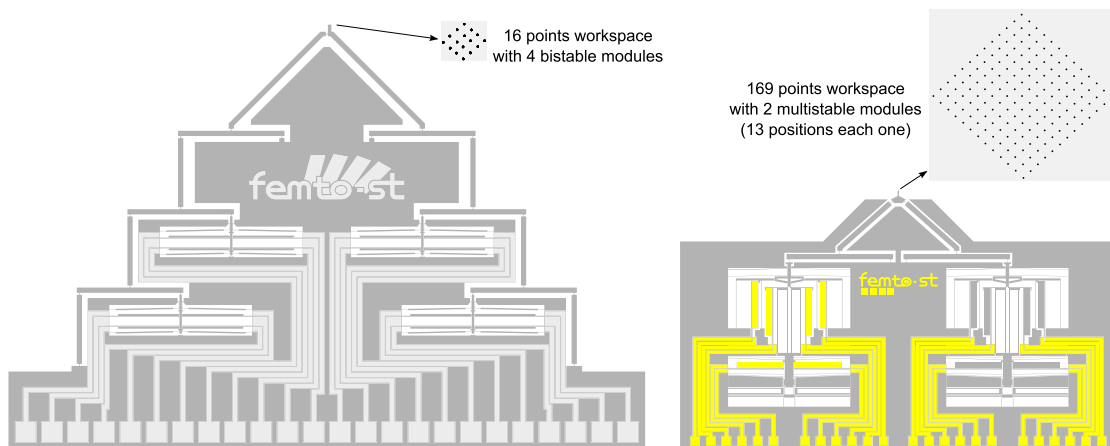 16 points workspace
with 4 bistable modules
169 points workspace
with 2 multistable modules
(13 positions each one)
femto-st
femto-st